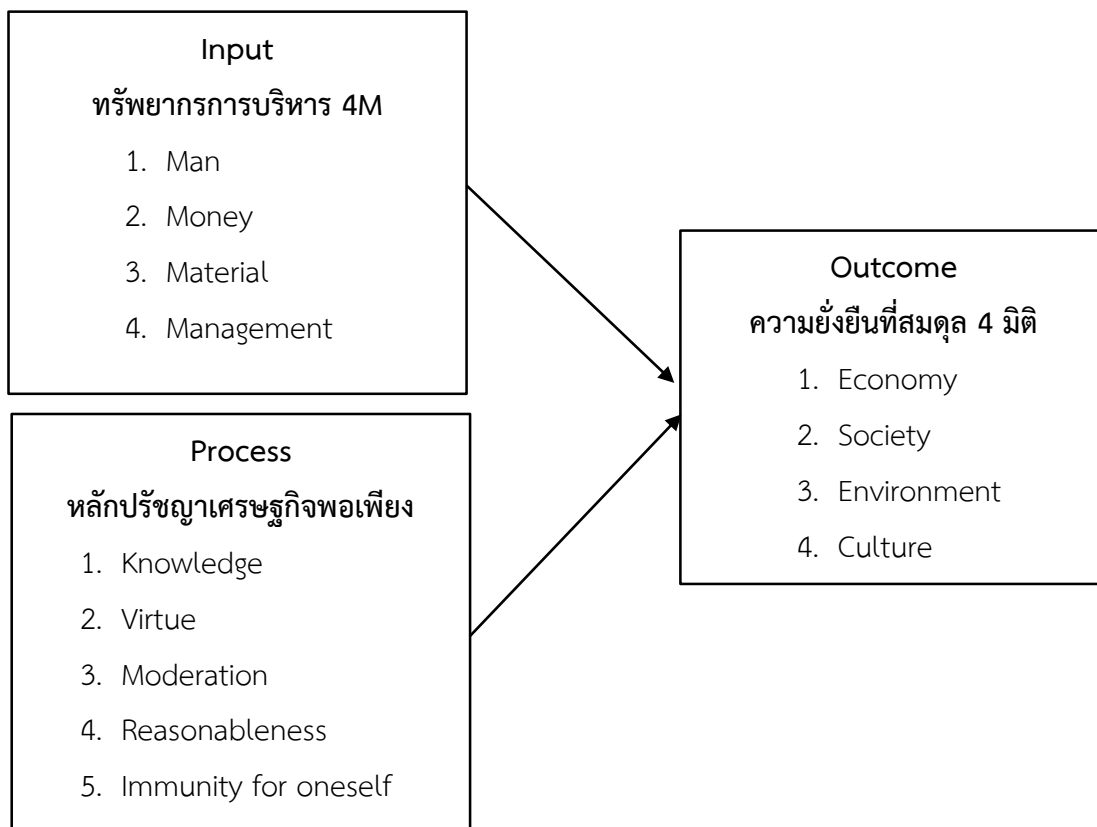 Input
ทรัพยากรการบริหาร 4M
1. Man
2. Money
3. Material
4. Management
Process
หลักปรัชญาเศรษฐกิจพอเพียง
1. Knowledge
2. Virtue
3. Moderation
4. Reasonableness
5. Immunity for oneself
Outcome
ความยั่งยืนที่สมดุล 4 มิติ
1. Economy
2. Society
3. Environment
4. Culture